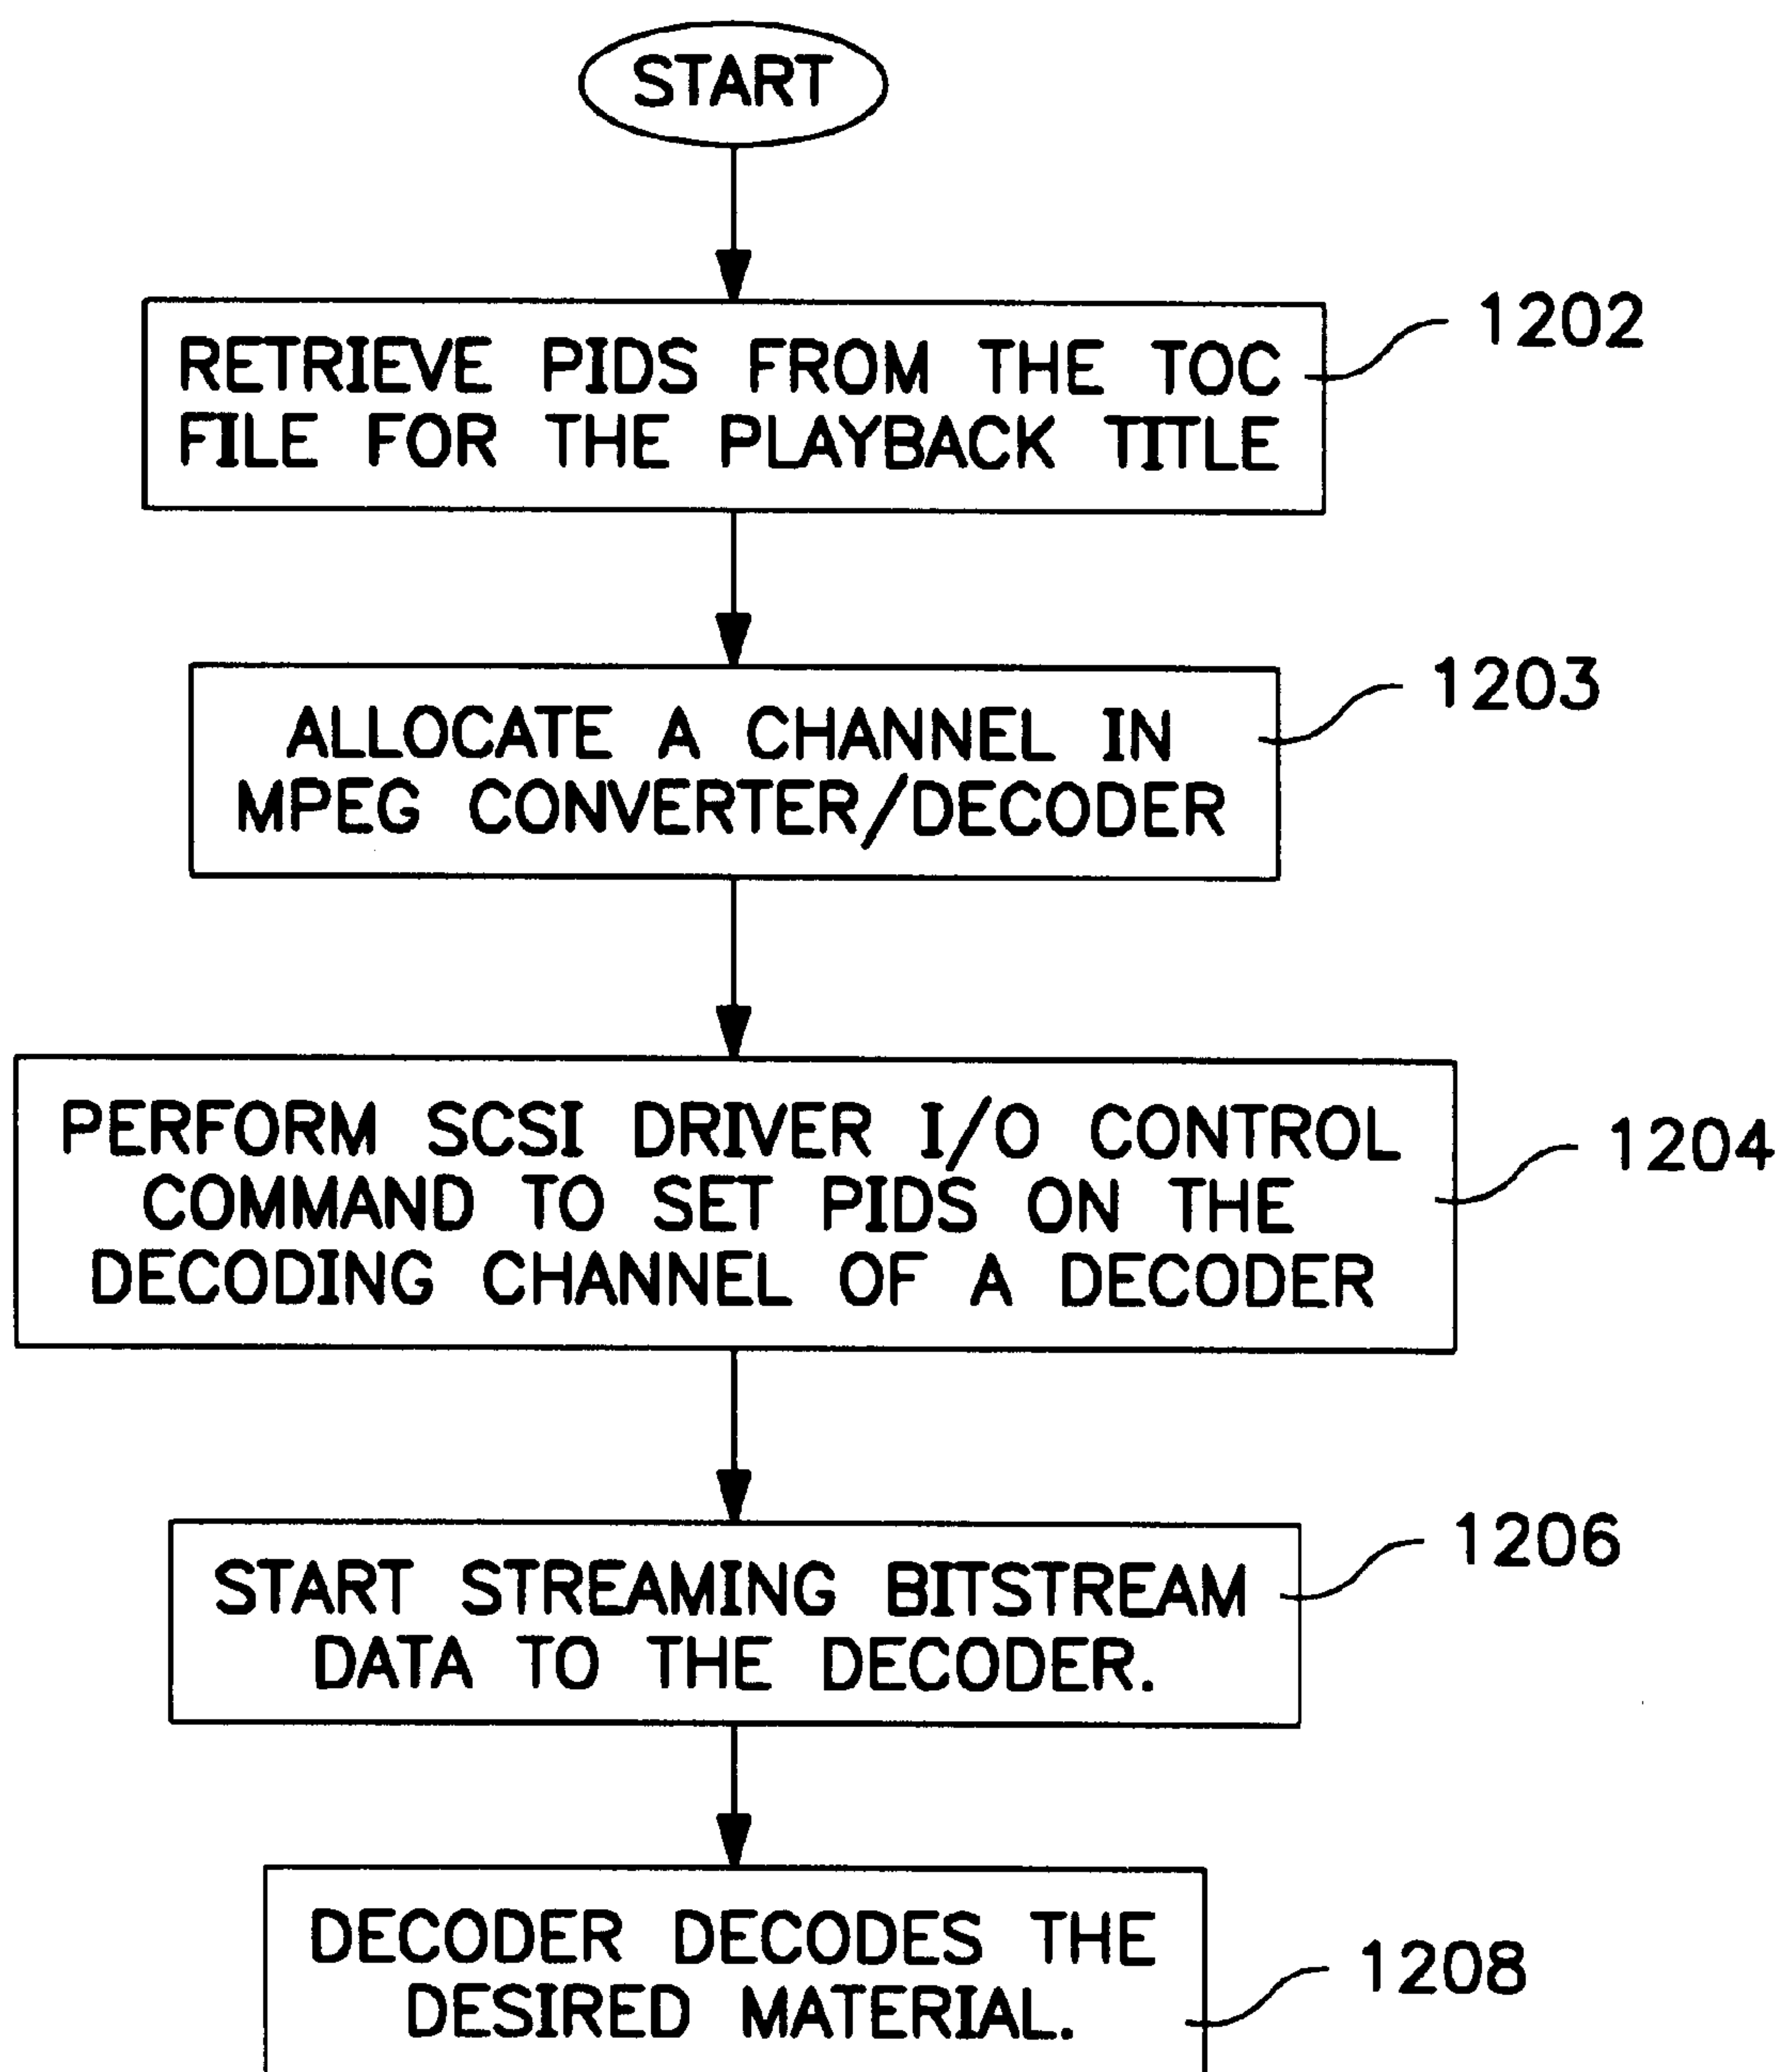 START
RETRIEVE PIDS FROM THE TOC
FILE FOR THE PLAYBACK TITLE
1202
ALLOCATE A CHANNEL IN
MPEG CONVERTER/DECODER
1203
PERFORM SCSI DRIVER I/O CONTROL
COMMAND TO SET PIDS ON THE
DECODING CHANNEL OF A DECODER
1204
START STREAMING BITSTREAM
DATA TO THE DECODER.
1206
DECODER DECODES THE
DESIRED MATERIAL.
1208